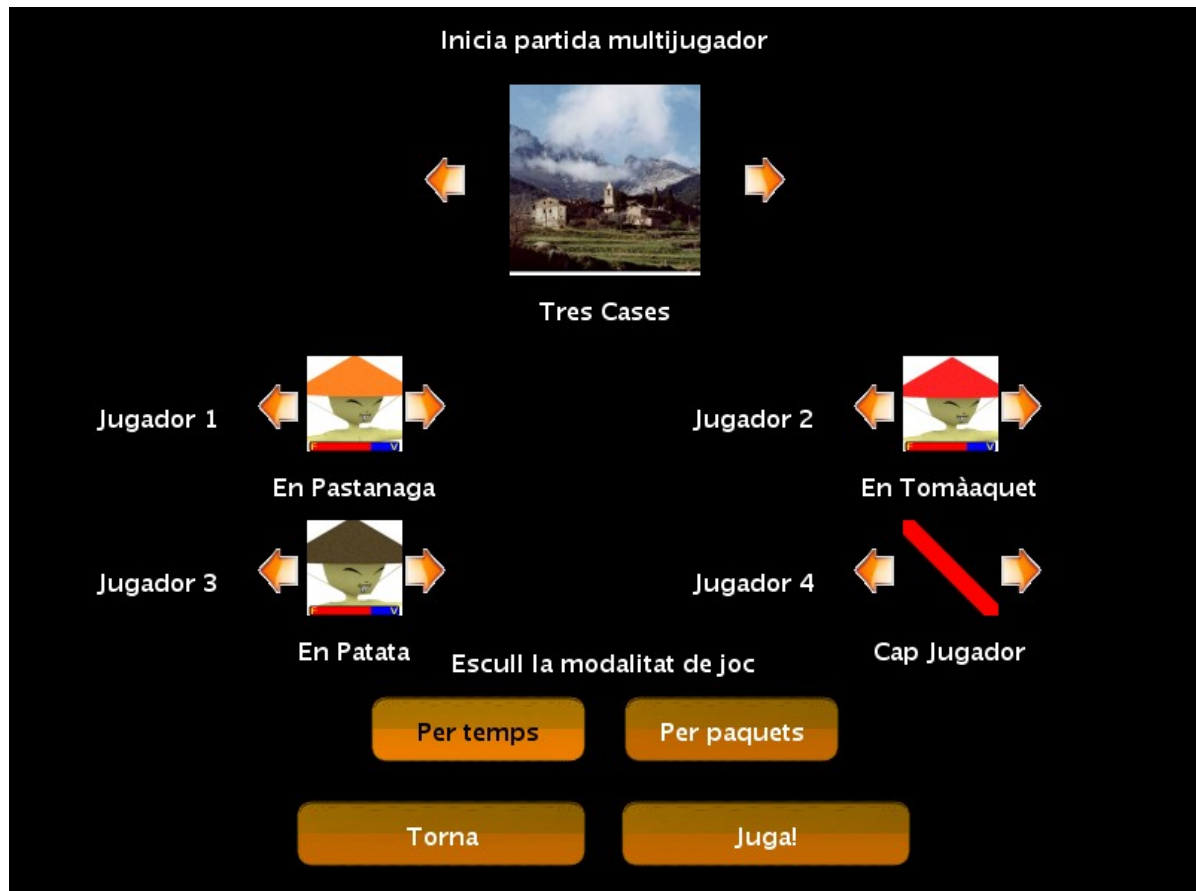 Inicia partida multijugador
Tres Cases
Jugador 1
Jugador 2
En Pastanaga
En Tomàaquet
Jugador 3
Jugador 4
En Patata
Cap Jugador
Escull la modalitat de joc
Per temps
Per paquets
Torna
Juga!